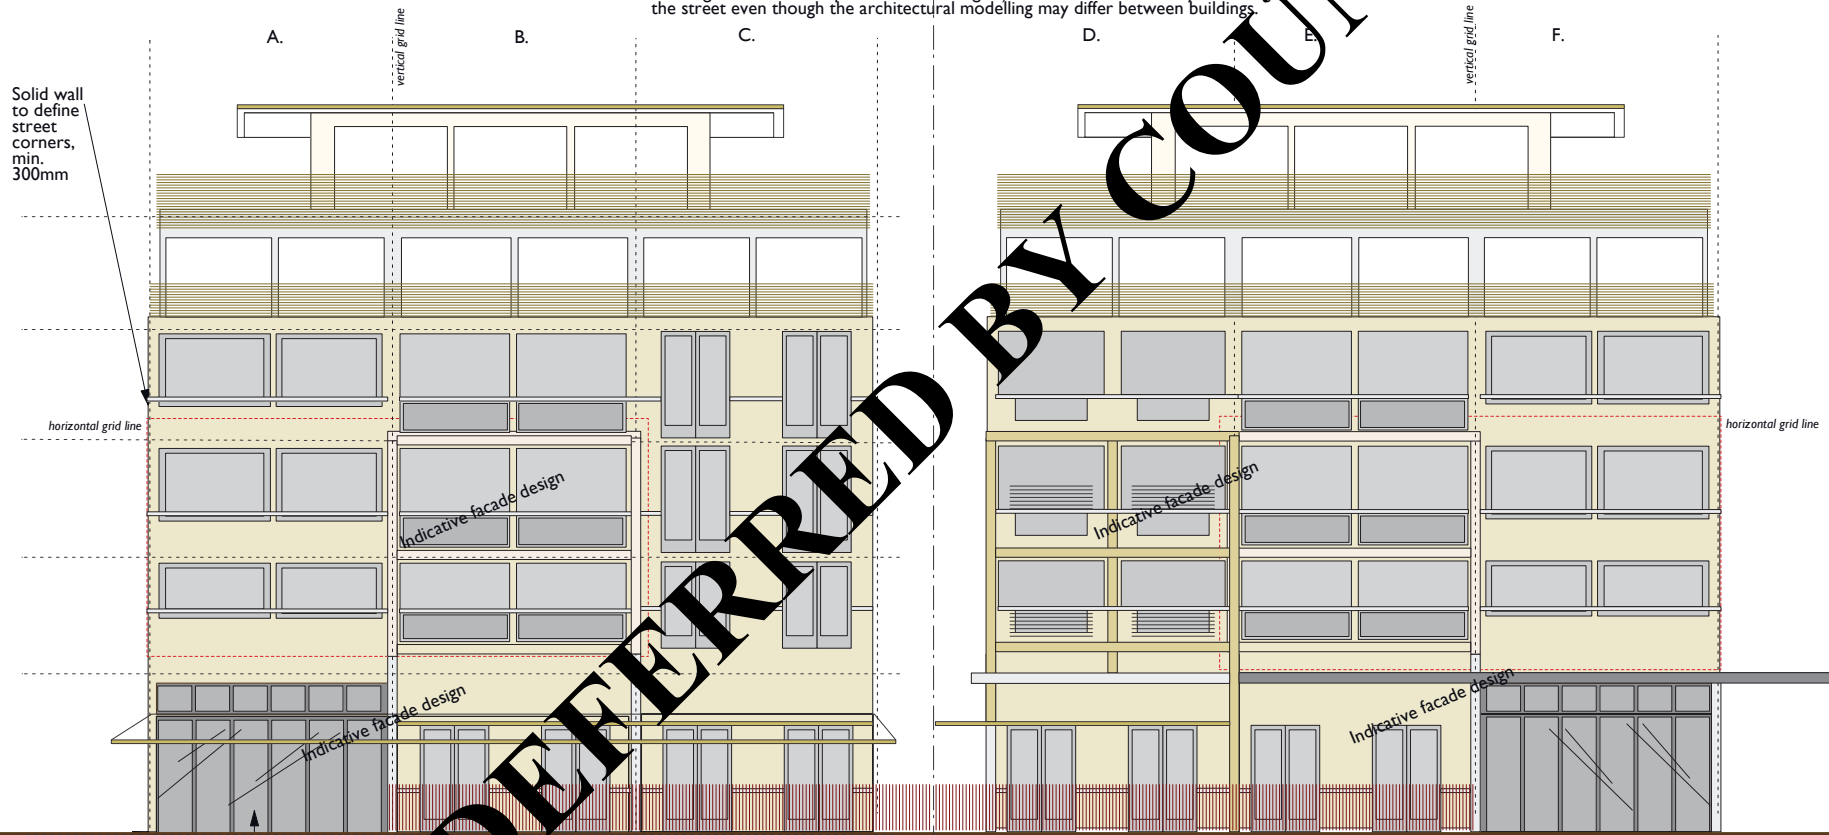 the street even though the architectural modelling may differ between buildings.
A.
B.
C.
D.
E.
F.
vertical grid line
vertical grid line
Solid wall
to define
street
corners,
min.
300mm
horizontal grid line
horizontal grid line
Indicative facade design
Indicative facade design
Indicative facade design
Indicative facade design
DEFERRED BY COUN